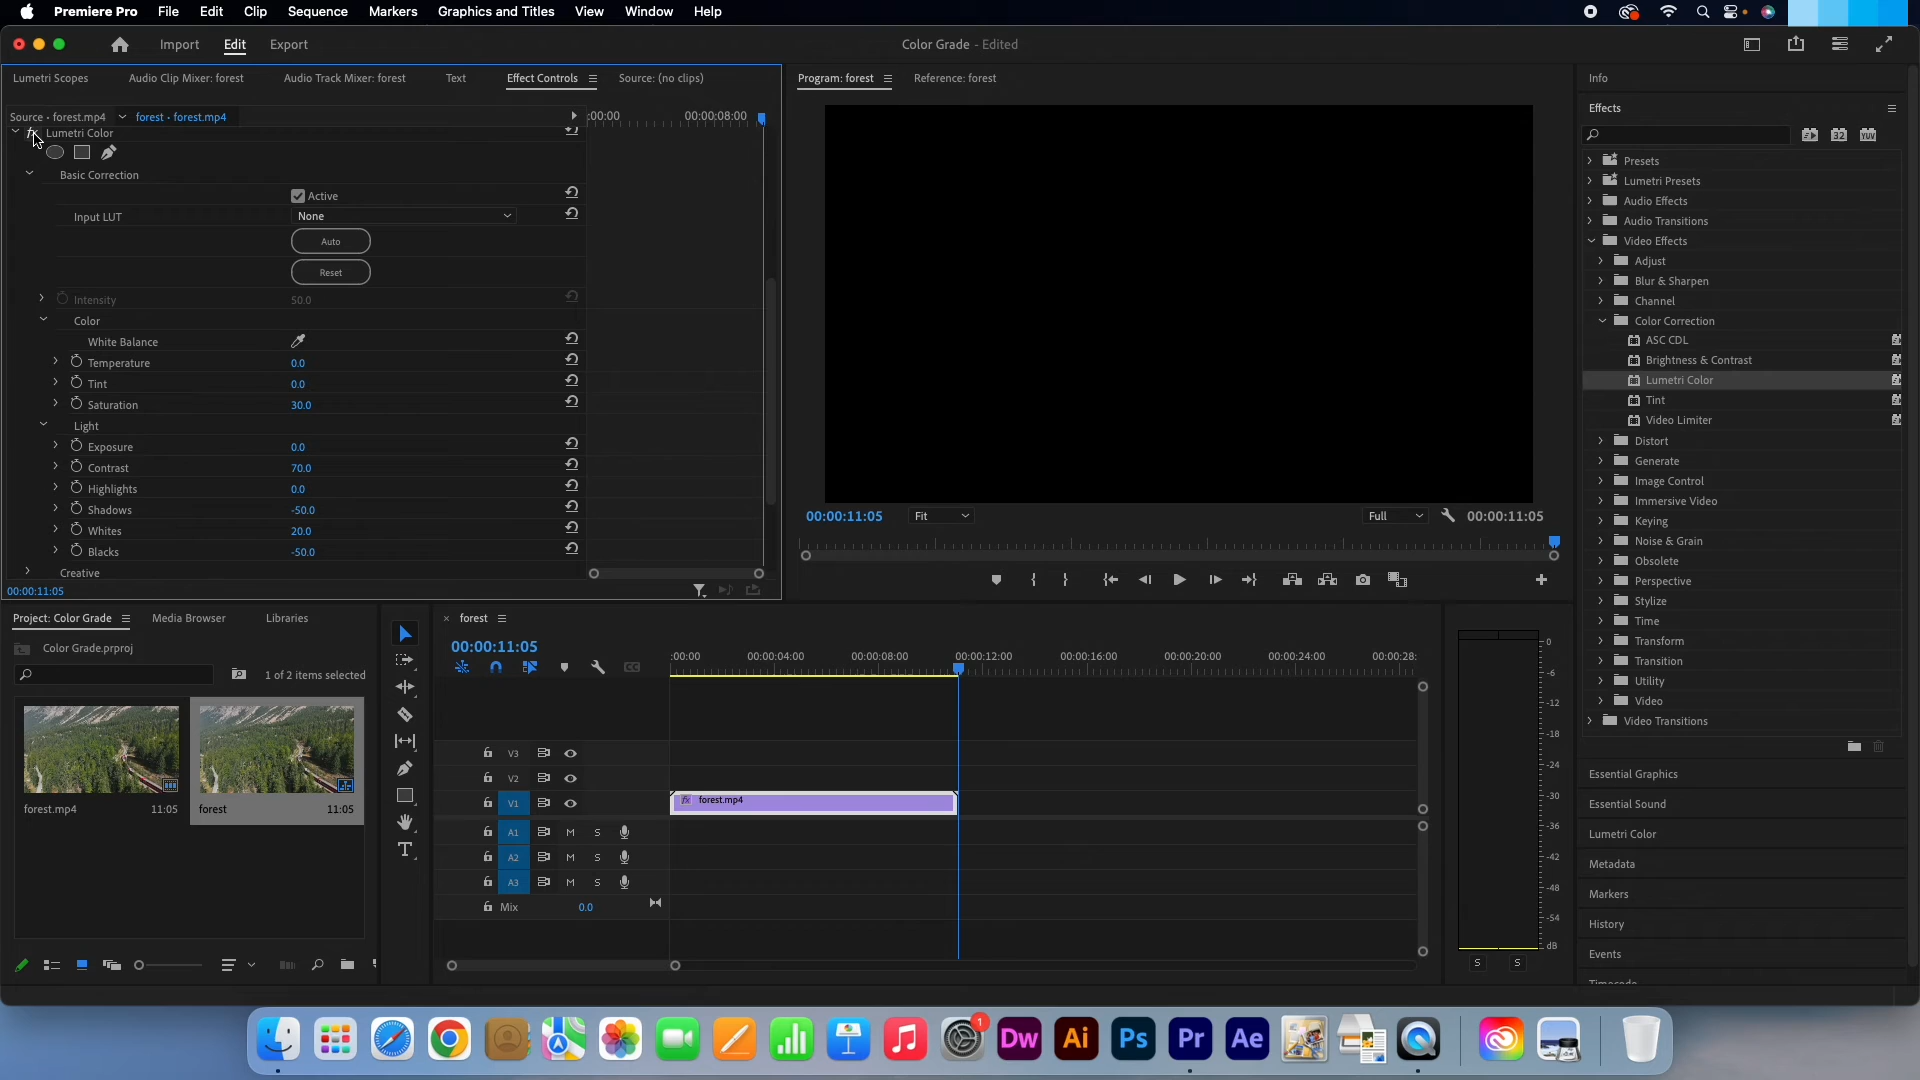 Premiere Pro File Edit Clip Sequence Markers Graphics and Titles View Window Help
Import Edit Export Color Grade - Edited
Lumetri Scopes Audio Clip Mixer: forest Audio Track Mixer: forest Text Effect Controls Source: (no clips)
Source • forest.mp4 forest • forest.mp4 :00:00 00:00:08:00
Lumetri Color
Basic Correction
Active
Input LUT None
Auto
Reset
Intensity 50.0
Color
White Balance
Temperature 0.0
Tint 0.0
Saturation 30.0
Light
Exposure 0.0
Contrast 70.0
Highlights 0.0
Shadows -50.0
Whites 20.0
Blacks -50.0
Creative
00:00:11:05
Program: forest Reference: forest
00:00:11:05 Fit Full 00:00:11:05
Info
Effects
32 YUV
Presets
Lumetri Presets
Audio Effects
Audio Transitions
Video Effects
Adjust
Blur & Sharpen
Channel
Color Correction
ASC CDL
Brightness & Contrast
Lumetri Color
Tint
Video Limiter
Distort
Generate
Image Control
Immersive Video
Keying
Noise & Grain
Obsolete
Perspective
Stylize
Time
Transform
Transition
Utility
Video
Video Transitions
Essential Graphics
Essential Sound
Lumetri Color
Metadata
Markers
History
Events
Timecode
Project: Color Grade Media Browser Libraries
Color Grade.prproj
1 of 2 items selected
forest.mp4 11:05 forest 11:05
forest
00:00:11:05
:00:00 00:00:04:00 00:00:08:00 00:00:12:00 00:00:16:00 00:00:20:00 00:00:24:00 00:00:28:
CC
V3
V2
V1 fx forest.mp4
A1 M S
A2 M S
A3 M S
Mix 0.0
0
-6
-12
-18
-24
-30
-36
-42
-48
-54
dB
S S
1
Dw Ai Ps Pr Ae